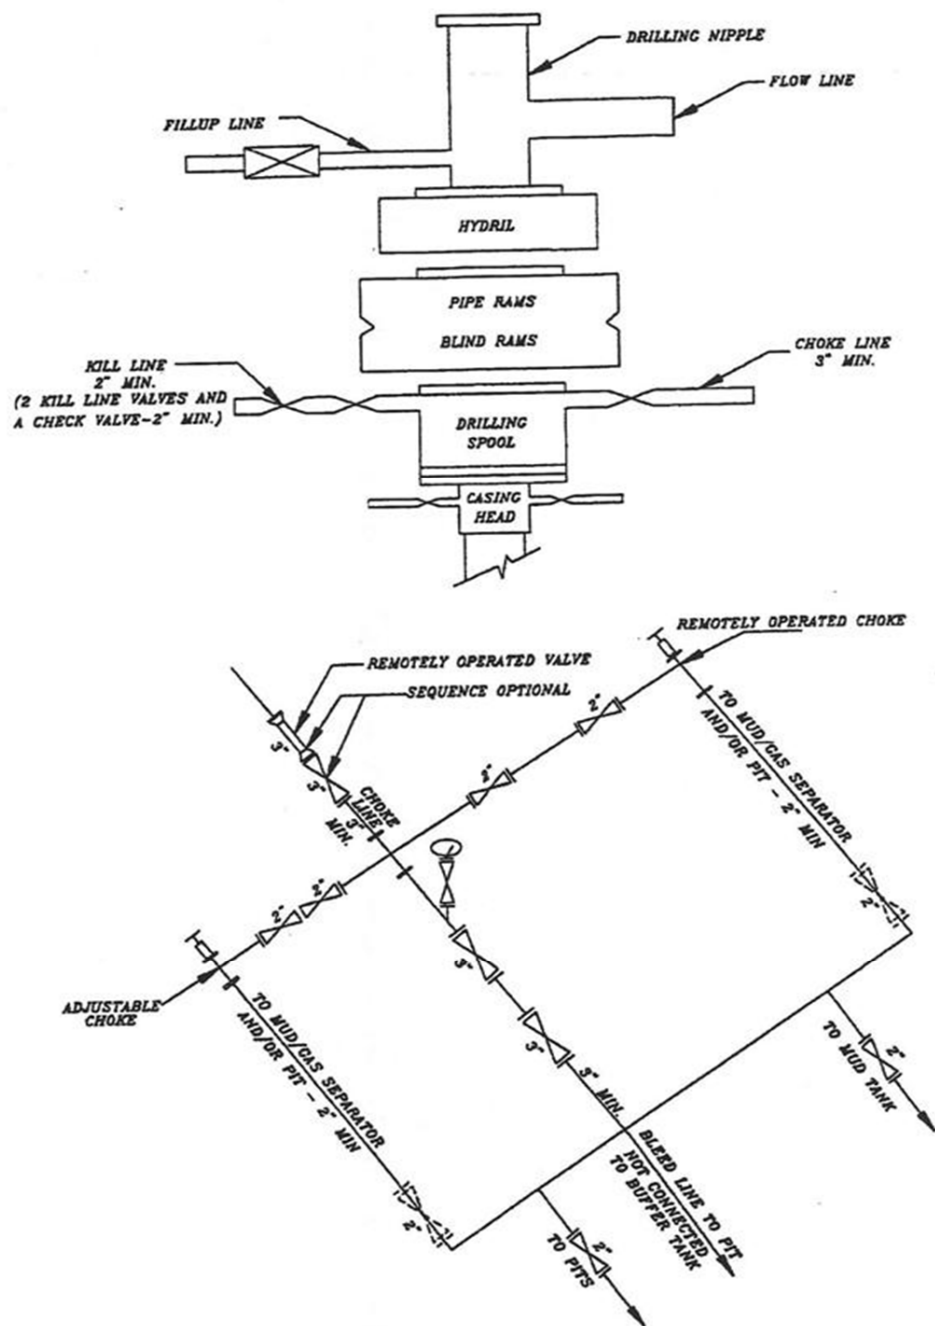 DRILLING NIPPLE
FLOW LINE
FILLUP LINE
HYDRIL
PIPE RAMS
BLIND RAMS
KILL LINE
2" MIN.
(2 KILL LINE VALVES AND
A CHECK VALVE-2" MIN.)
CHOKE LINE
3" MIN.
DRILLING
SPOOL
CASING
HEAD
REMOTELY OPERATED CHOKE
REMOTELY OPERATED VALVE
SEQUENCE OPTIONAL
3"
3"
CHOKE
LINE
3"
MIN.
2"
2"
2"
2"
TO MUD/GAS SEPARATOR
AND/OR PIT - 2" MIN
2"
3"
3"
3" MIN.
ADJUSTABLE
CHOKE
TO MUD/GAS SEPARATOR
AND/OR PIT - 2" MIN
2"
2"
TO MUD TANK
BLEED LINE TO PIT
NOT CONNECTED
TO BUFFER TANK
2"
TO PITS